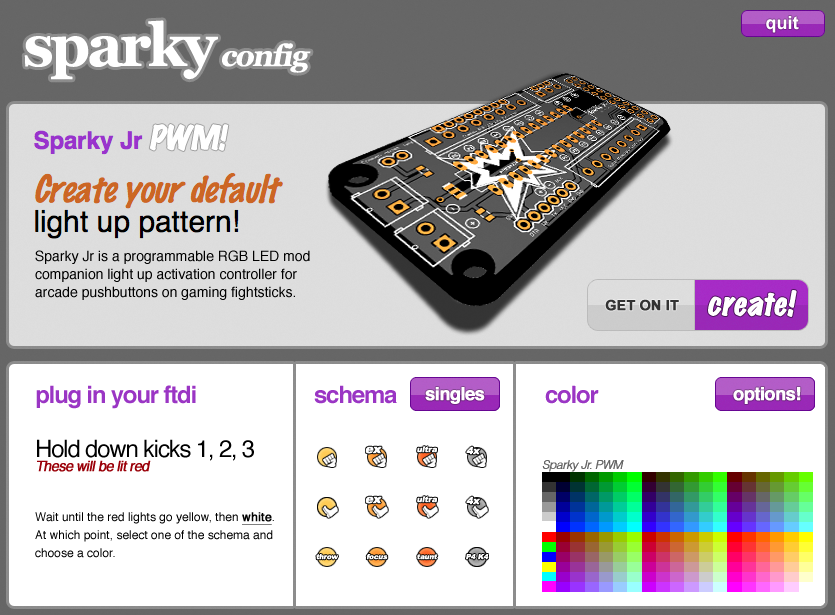 sparky config
quit
Sparky Jr PWM!
Create your default
light up pattern!
Sparky Jr is a programmable RGB LED mod
companion light up activation controller for
arcade pushbuttons on gaming fightsticks.
GET ON IT
create!
plug in your ftdi
Hold down kicks 1, 2, 3
These will be lit red
Wait until the red lights go yellow, then white.
At which point, select one of the schema and
choose a color.
schema
singles
ex
ultra
4x
ex
ultra
4x
throw
focus
taunt
P4 K4
color
options!
Sparky Jr. PWM